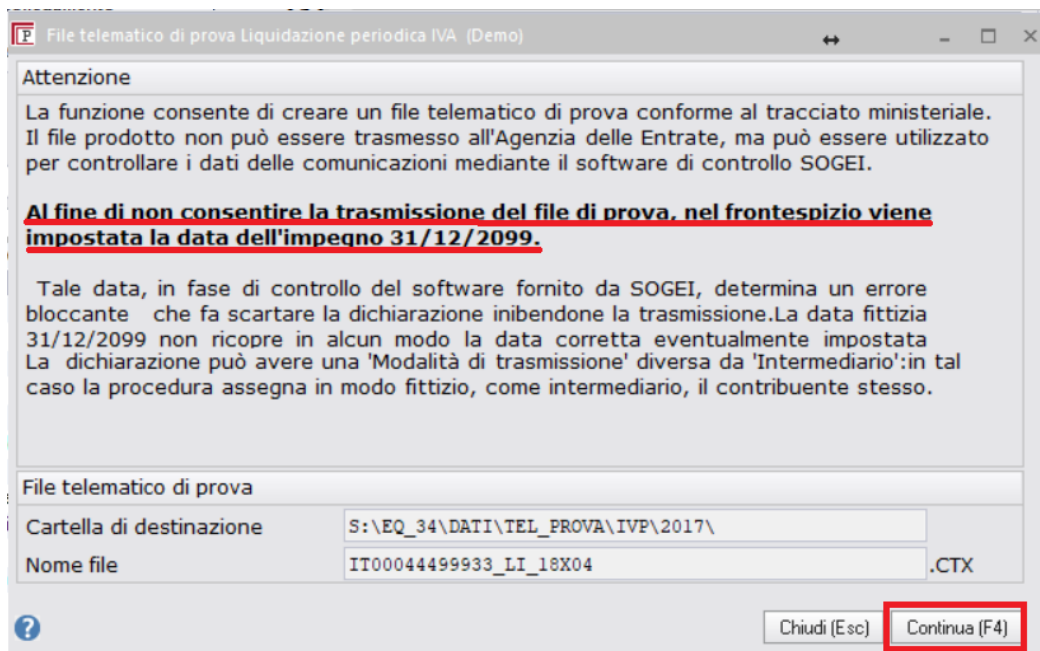 File telematico di prova Liquidazione periodica IVA (Demo)
Attenzione
La funzione consente di creare un file telematico di prova conforme al tracciato ministeriale.
Il file prodotto non può essere trasmesso all'Agenzia delle Entrate, ma può essere utilizzato
per controllare i dati delle comunicazioni mediante il software di controllo SOGEI.
Al fine di non consentire la trasmissione del file di prova, nel frontespizio viene
impostata la data dell'impegno 31/12/2099.
Tale data, in fase di controllo del software fornito da SOGEI, determina un errore
bloccante che fa scartare la dichiarazione inibendone la trasmissione.La data fittizia
31/12/2099 non ricopre in alcun modo la data corretta eventualmente impostata
La dichiarazione può avere una 'Modalità di trasmissione' diversa da 'Intermediario':in tal
caso la procedura assegna in modo fittizio, come intermediario, il contribuente stesso.
File telematico di prova
Cartella di destinazione S:\EQ_34\DATI\TEL_PROVA\IVP\2017\
Nome file IT00044499933_LI_18X04 .CTX
? Chiudi (Esc) Continua (F4)